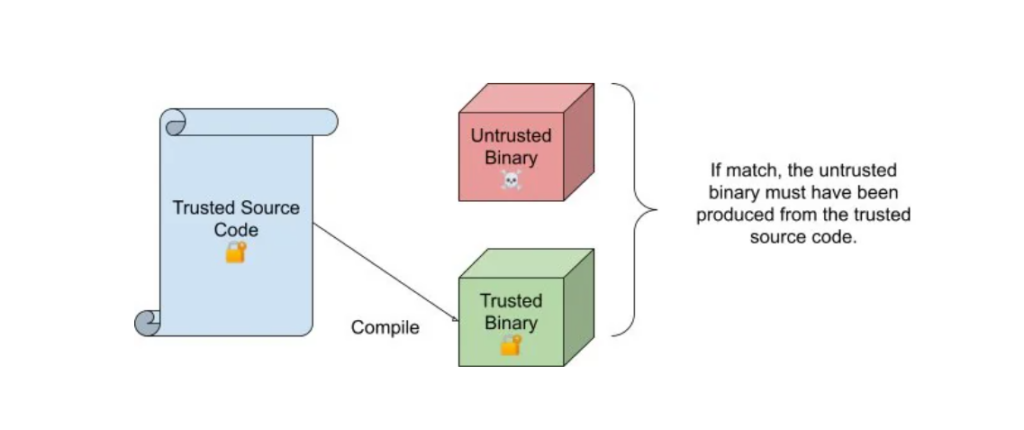 Trusted Source
Code
Compile
Untrusted
Binary
Trusted
Binary
If match, the untrusted
binary must have been
produced from the trusted
source code.